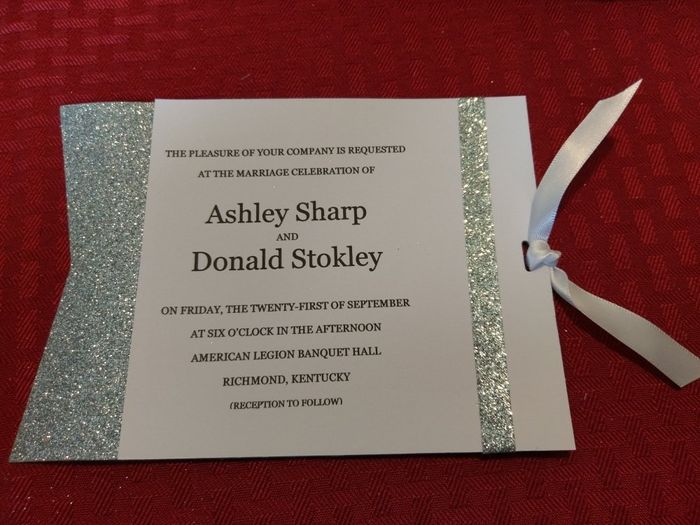 THE PLEASURE OF YOUR COMPANY IS REQUESTED
AT THE MARRIAGE CELEBRATION OF
Ashley Sharp
AND
Donald Stokley
ON FRIDAY, THE TWENTY-FIRST OF SEPTEMBER
AT SIX O'CLOCK IN THE AFTERNOON
AMERICAN LEGION BANQUET HALL
RICHMOND, KENTUCKY
(RECEPTION TO FOLLOW)